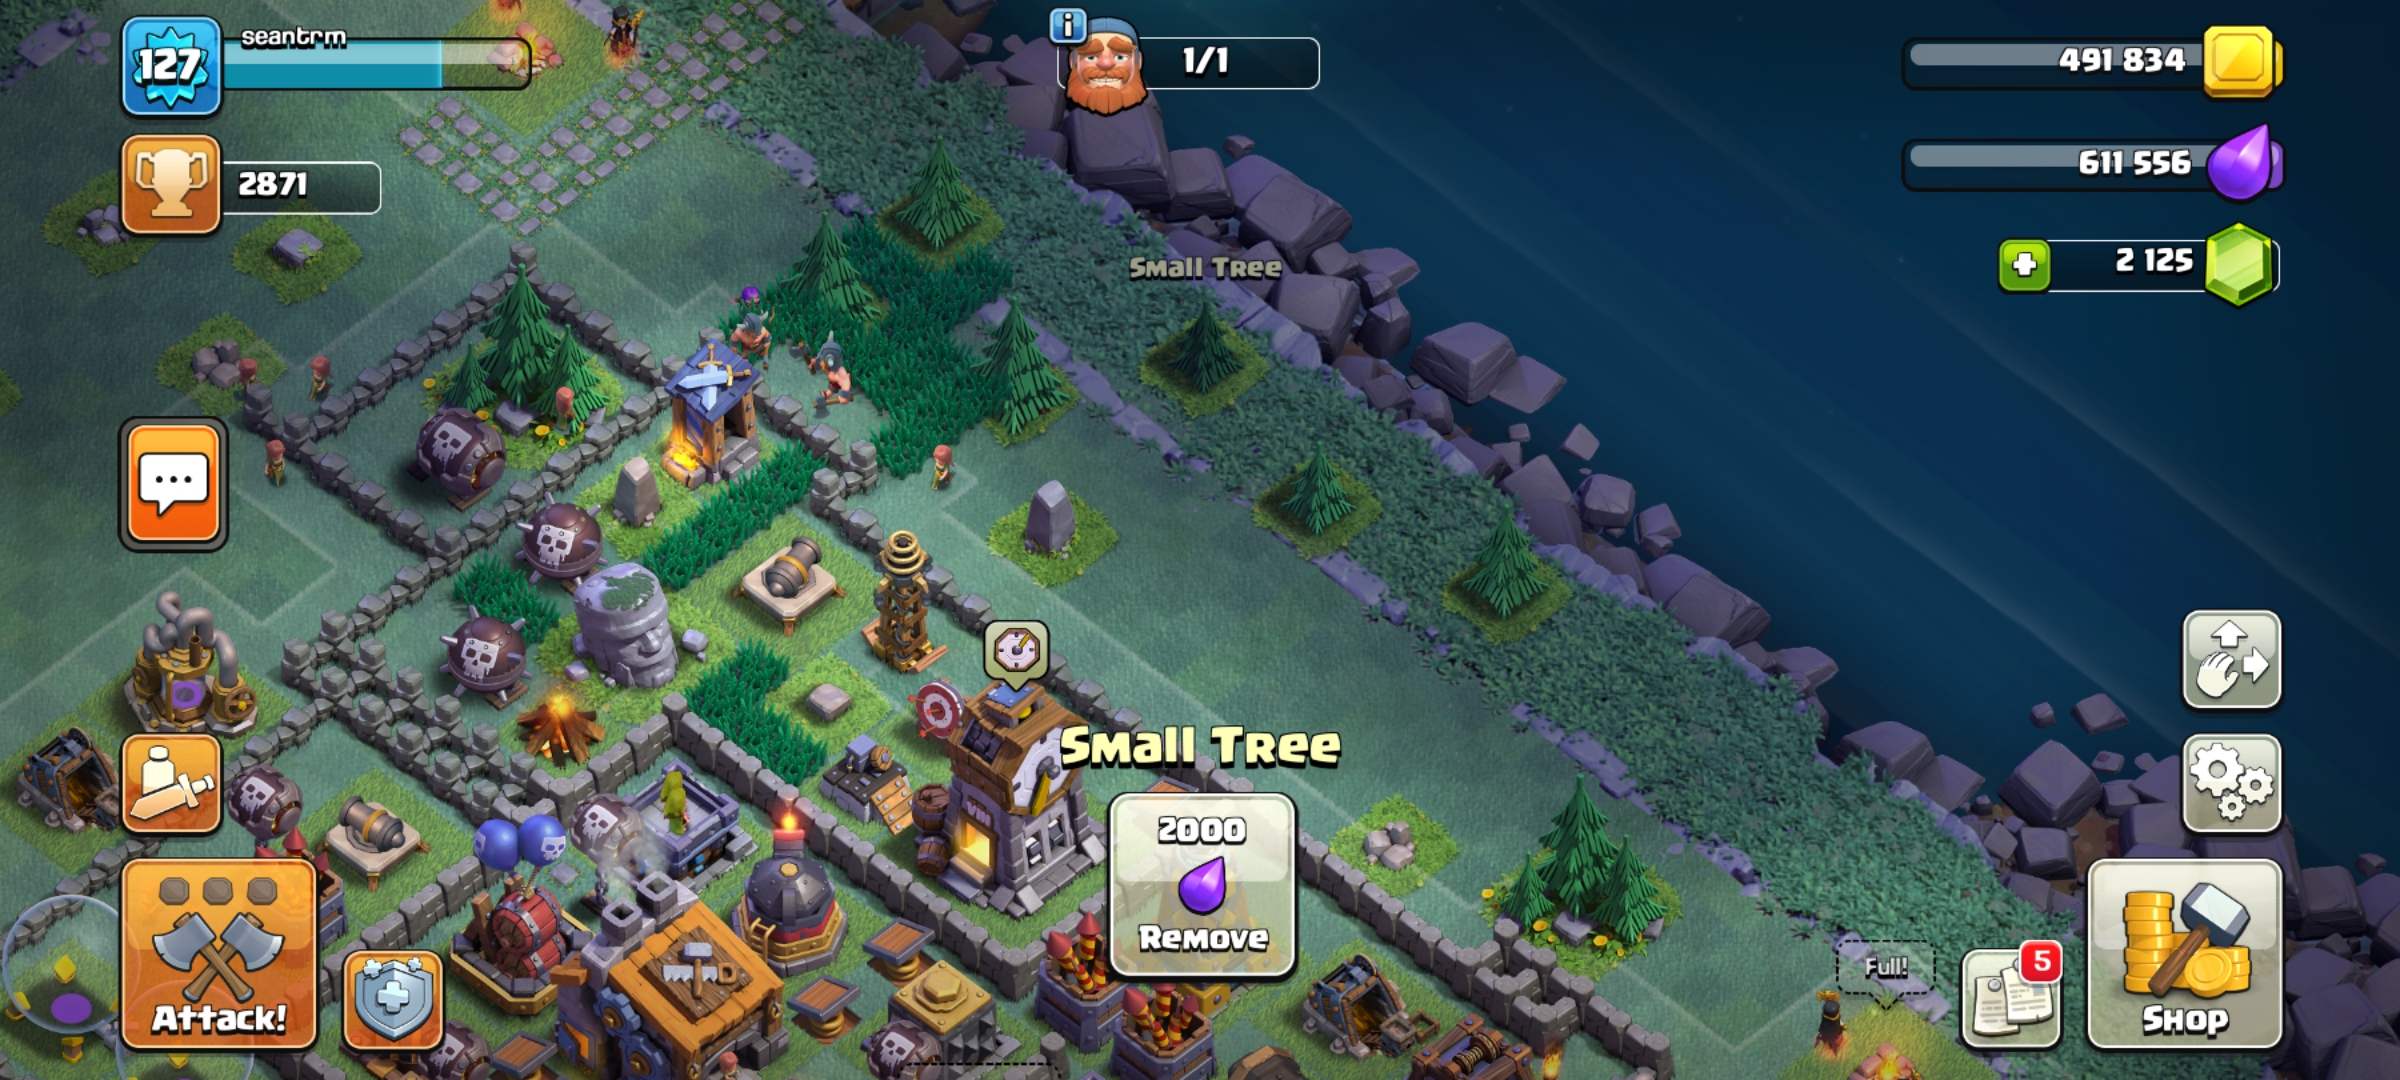 127
seantrm
1/1
491 834
611 556
2871
2 125
Small Tree
Small Tree
2000
Remove
Attack!
Full!
5
Shop